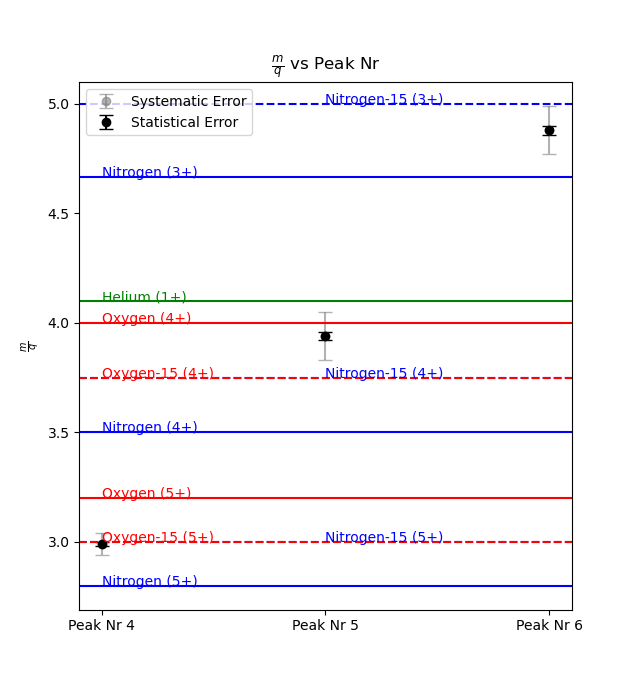 m/q vs Peak Nr
Systematic Error
Statistical Error
5.0
Nitrogen-15 (3+)
Nitrogen (3+)
4.5
Helium (1+)
Oxygen (4+)
4.0
m/q
Oxygen-15 (4+)
Nitrogen-15 (4+)
3.5
Nitrogen (4+)
Oxygen (5+)
3.0
Oxygen-15 (5+)
Nitrogen-15 (5+)
Nitrogen (5+)
Peak Nr 4
Peak Nr 5
Peak Nr 6